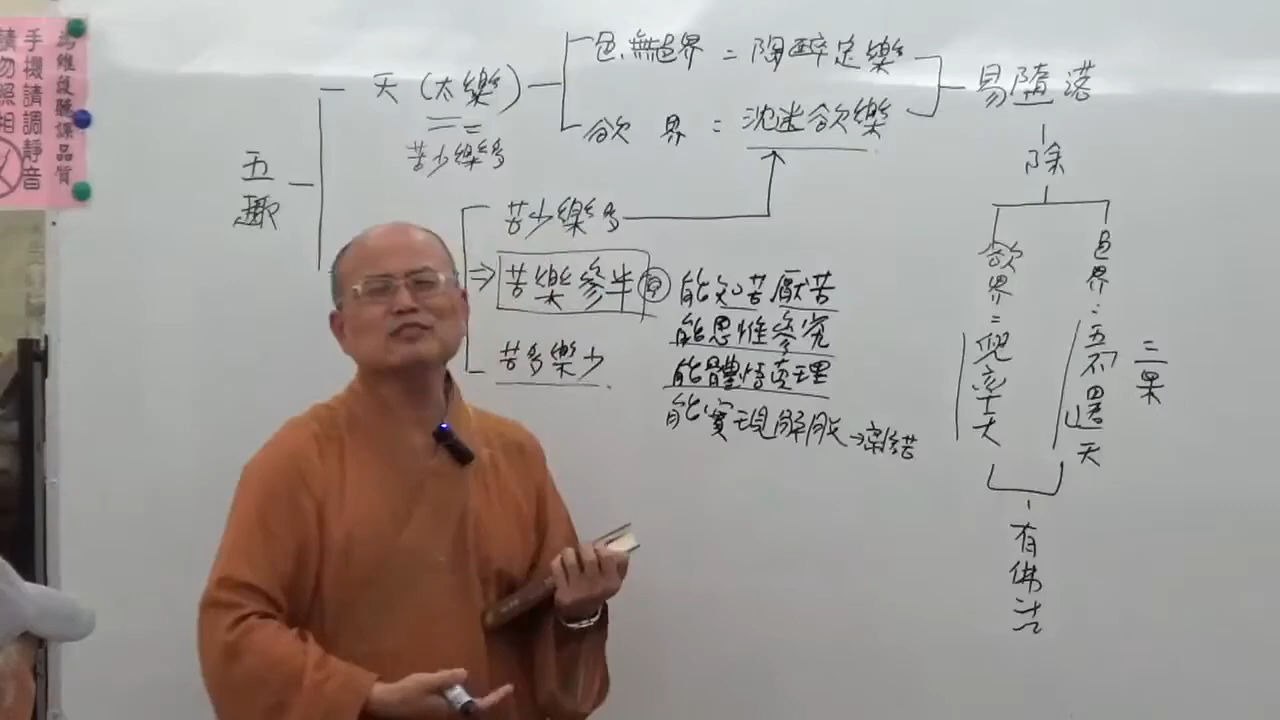 為維護聽課品質
手機請調靜音
請勿照相
五趣
天(太樂)
苦少樂多
色.無色界:陶醉定樂
欲界:沈迷欲樂
易墮落
除
欲界:兜率天
色界:五不還天
三果
有佛法
苦少樂多
苦樂參半
苦多樂少
能知苦厭苦
能思惟參究
能體悟真理
能實現解脫→斷結